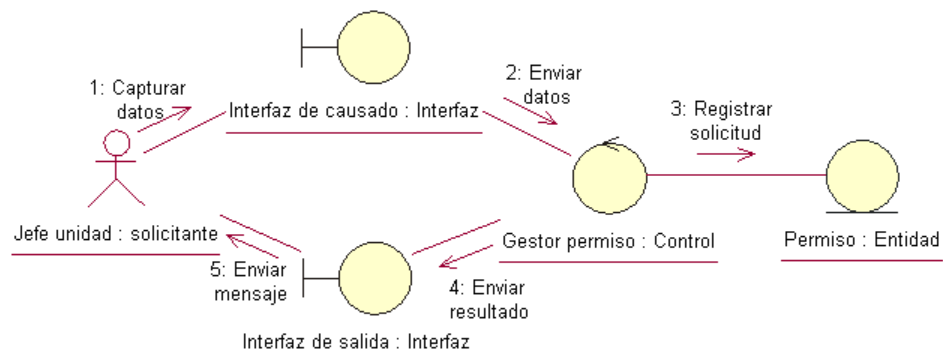 1: Capturar
datos
2: Enviar
datos
Interfaz de causado : Interfaz
3: Registrar
solicitud
Jefe unidad : solicitante
Gestor permiso : Control
Permiso : Entidad
5: Enviar
mensaje
4: Enviar
resultado
Interfaz de salida : Interfaz